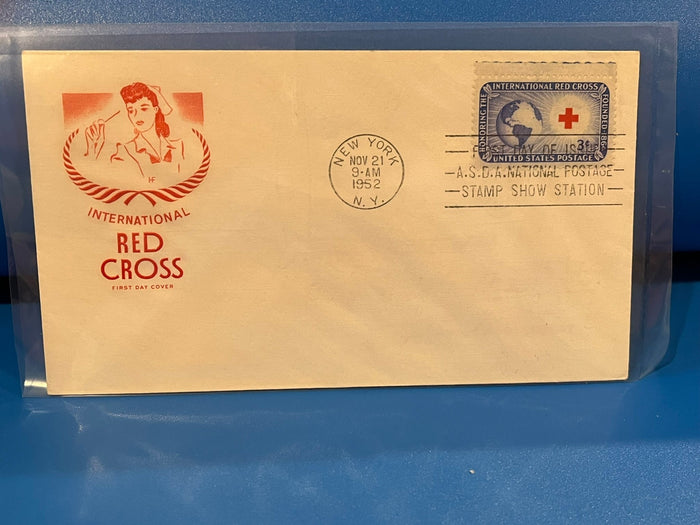 HF
INTERNATIONAL
RED
CROSS
FIRST DAY COVER
NEW YORK
NOV 21
9-AM
1952
N.Y.
HONORING THE INTERNATIONAL RED CROSS FOUNDED
3¢
UNITED STATES POSTAGE
FIRST DAY OF ISSUE
A.S.D.A. NATIONAL POSTAGE
STAMP SHOW STATION